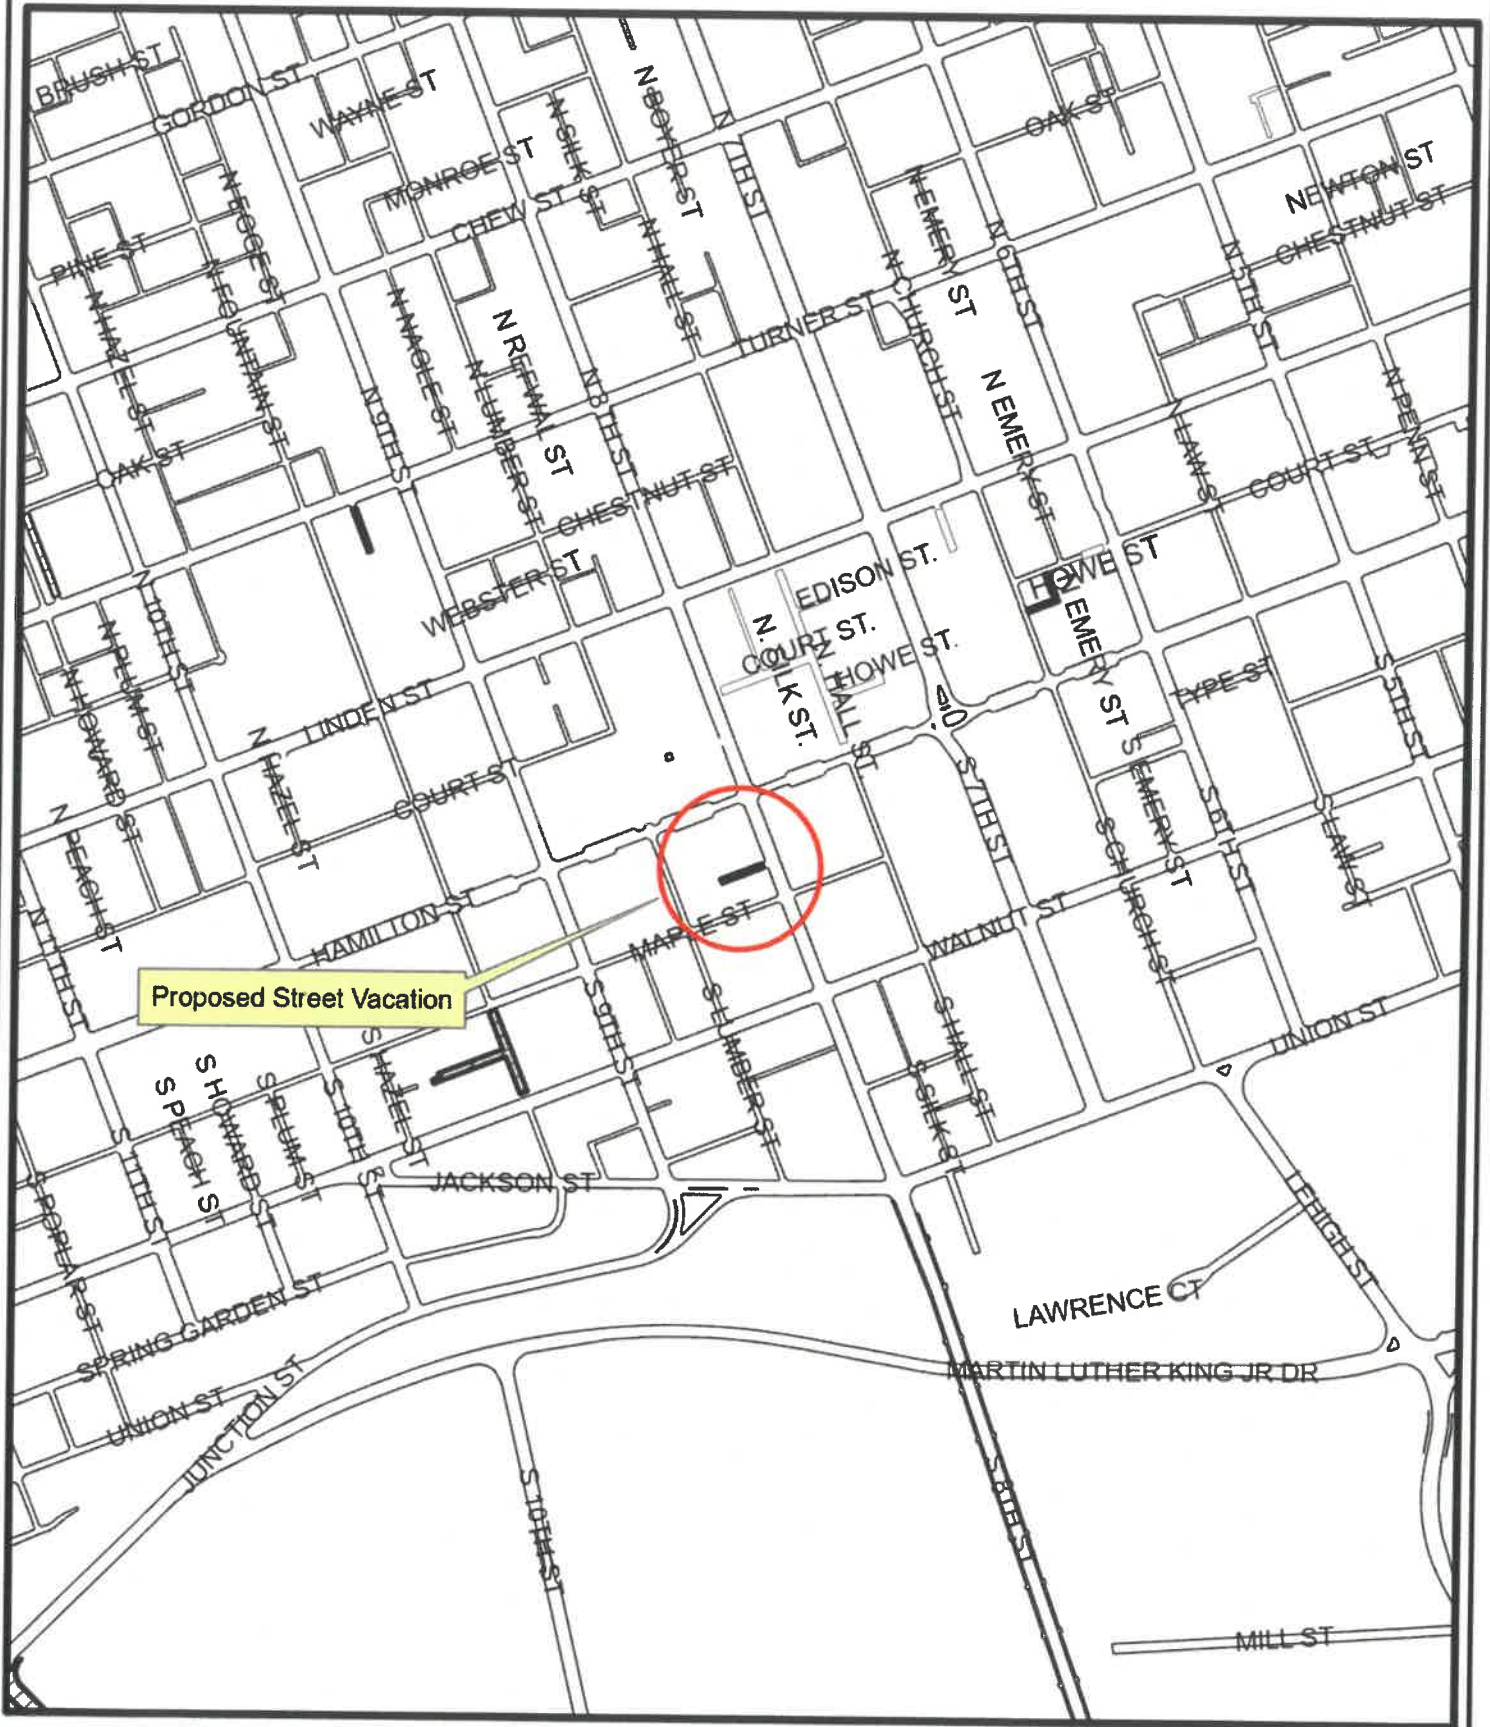 BRUSH ST
GORDON ST
WAYNE ST
MONROE ST
CHEW ST
N SILK ST
N BOYER ST
N 7TH ST
OAK ST
NEWTON ST
CHESTNUT ST
PINE ST
N EGGE ST
N HAZEL ST
N FOUNTAIN ST
N NAGLE ST
N REFWAL ST
N LUMBER ST
N HALL ST
TURNER ST
N CHURCH ST
N EMERY ST
N 6TH ST
N 5TH ST
N EMERY ST
N 9TH ST
N 8TH ST
N LAW ST
COURT ST
N PENN ST
OAK ST
CHESTNUT ST
WEBSTER ST
EDISON ST.
COURT ST.
HOWE ST.
N. SILK ST.
N HALL ST.
HOWE ST
N EMERY ST
TYPE ST
S 5TH ST
N 10TH ST
N PLUM ST
N HOWARD ST
LINDEN ST
N HAZEL ST
COURT ST
N PEACH ST
N 11TH ST
HAMILTON ST
MAPLE ST
S 7TH ST
S EMERY ST
S 6TH ST
S CHURCH ST
S LAW ST
WALNUT ST
Proposed Street Vacation
UNION ST
S 9TH ST
S LUMBER ST
S HALL ST
S SILK ST
S HAZEL ST
S HOWARD ST
S PEACH ST
S PLUM ST
S 10TH ST
S 11TH ST
S POPLAR ST
JACKSON ST
LEHIGH ST
LAWRENCE CT
SPRING GARDEN ST
UNION ST
JUNCTION ST
MARTIN LUTHER KING JR DR
S 10TH ST
S 8TH ST
MILL ST